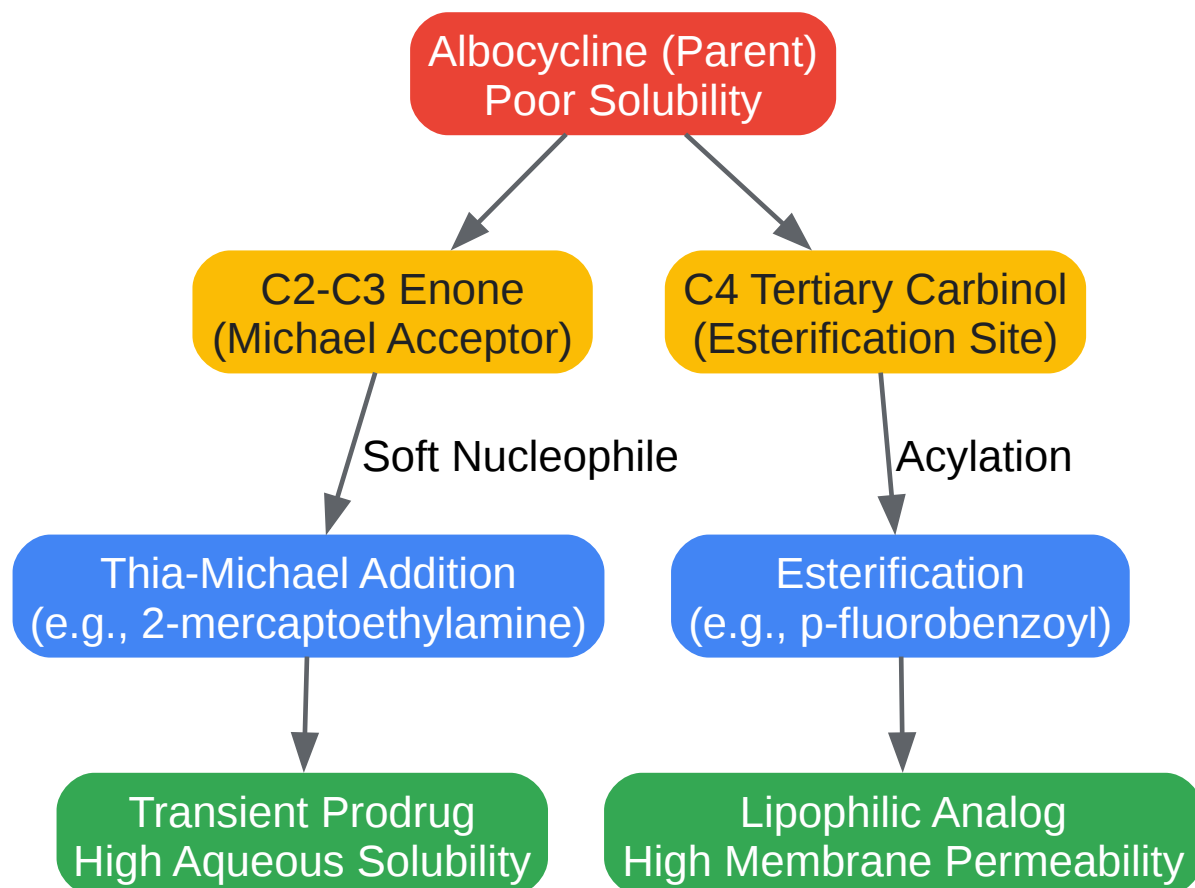 Albocycline (Parent)
Poor Solubility
C2-C3 Enone
(Michael Acceptor)
C4 Tertiary Carbinol
(Esterification Site)
Soft Nucleophile
Acylation
Thia-Michael Addition
(e.g., 2-mercaptoethylamine)
Esterification
(e.g., p-fluorobenzoyl)
Transient Prodrug
High Aqueous Solubility
Lipophilic Analog
High Membrane Permeability